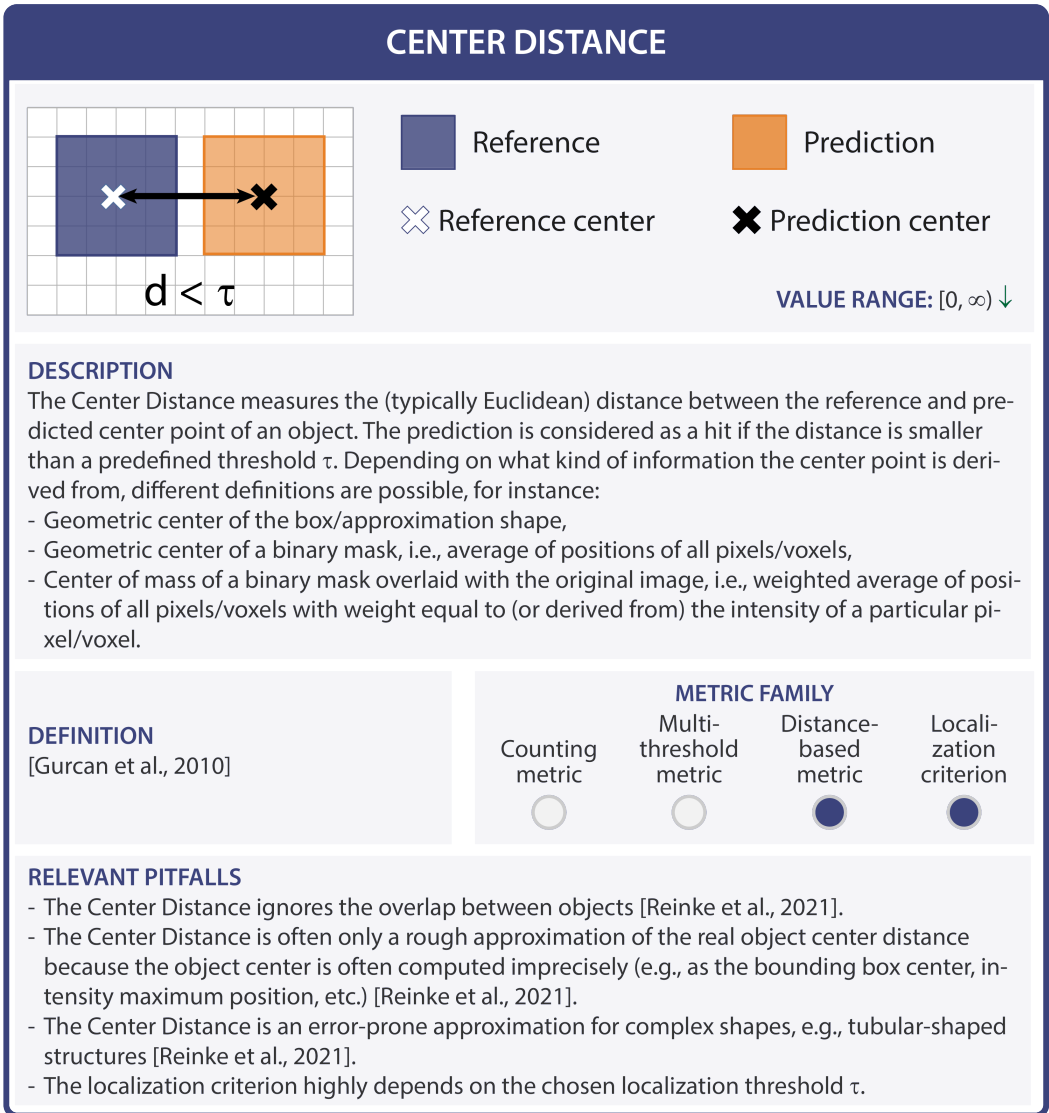 CENTER DISTANCE
d < τ
Reference
Prediction
Reference center
Prediction center
VALUE RANGE: [0, ∞) ↓
DESCRIPTION
The Center Distance measures the (typically Euclidean) distance between the reference and pre-
dicted center point of an object. The prediction is considered as a hit if the distance is smaller
than a predefined threshold τ. Depending on what kind of information the center point is deri-
ved from, different definitions are possible, for instance:
- Geometric center of the box/approximation shape,
- Geometric center of a binary mask, i.e., average of positions of all pixels/voxels,
- Center of mass of a binary mask overlaid with the original image, i.e., weighted average of posi-
tions of all pixels/voxels with weight equal to (or derived from) the intensity of a particular pi-
xel/voxel.
DEFINITION
[Gurcan et al., 2010]
METRIC FAMILY
Counting
metric
Multi-
threshold
metric
Distance-
based
metric
Locali-
zation
criterion
RELEVANT PITFALLS
- The Center Distance ignores the overlap between objects [Reinke et al., 2021].
- The Center Distance is often only a rough approximation of the real object center distance
because the object center is often computed imprecisely (e.g., as the bounding box center, in-
tensity maximum position, etc.) [Reinke et al., 2021].
- The Center Distance is an error-prone approximation for complex shapes, e.g., tubular-shaped
structures [Reinke et al., 2021].
- The localization criterion highly depends on the chosen localization threshold τ.